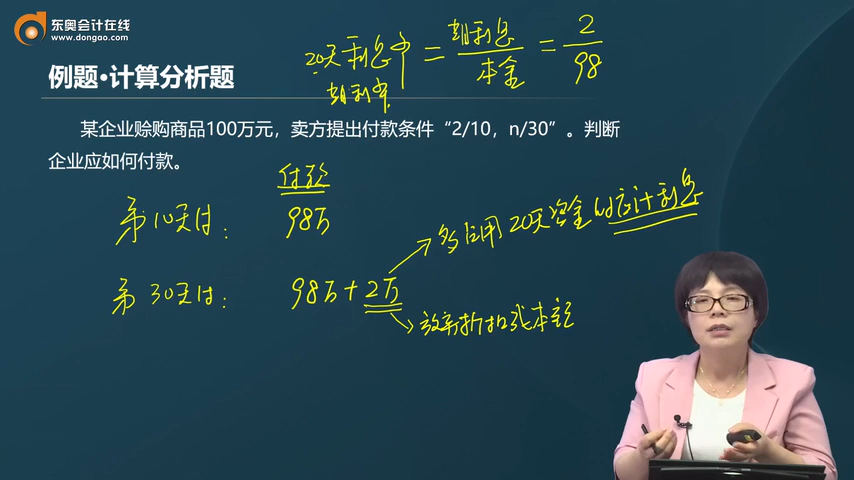 东奥会计在线
www.dongao.com
20天利息率 = 期利息/本金 = 2/98
期利率
例题·计算分析题
某企业赊购商品100万元，卖方提出付款条件“2/10，n/30”。判断
企业应如何付款。
付款
第10天付： 98万
多占用20天资金的应计利息
第30天付： 98万+2万
放弃折扣成本额